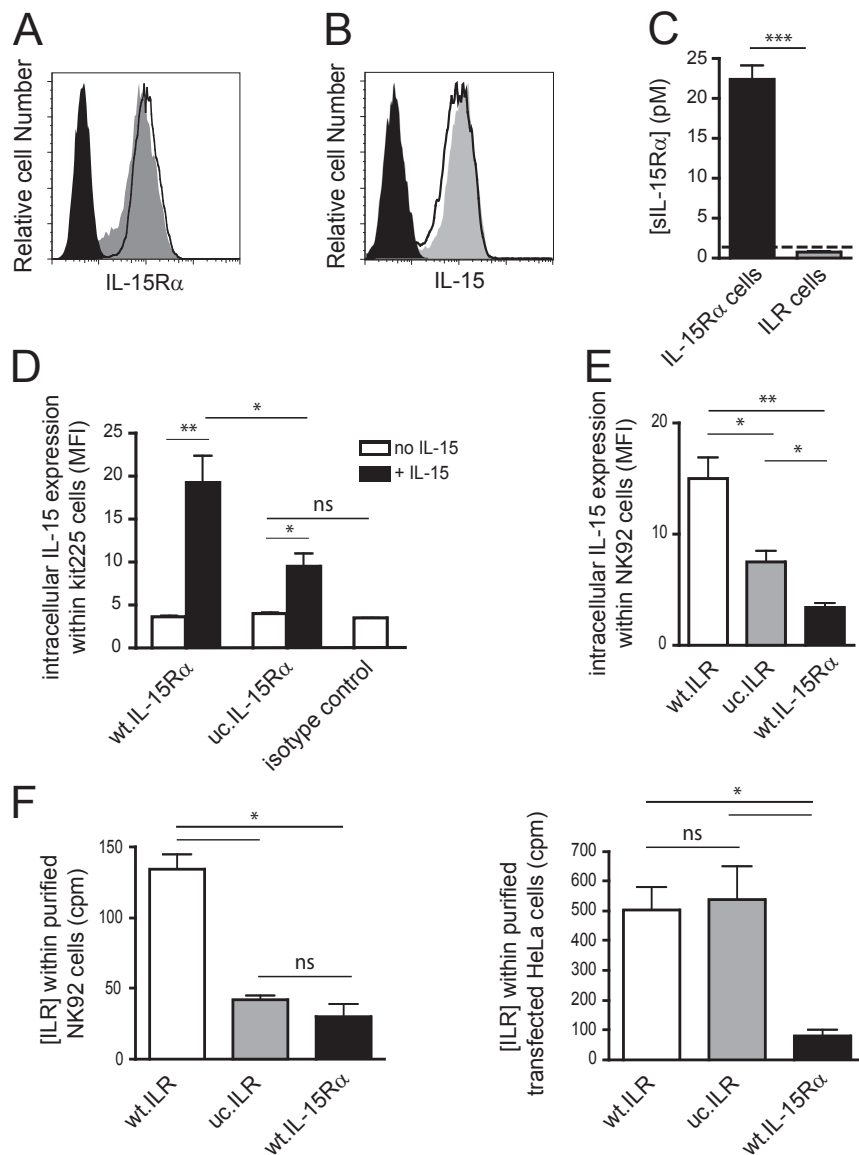 A
Relative cell Number
IL-15Rα
B
Relative cell Number
IL-15
C
[sIL-15Rα] (pM)
***
25
20
15
10
5
0
IL-15Rα cells
ILR cells
D
intracellular IL-15 expression
within kit225 cells (MFI)
25
20
15
10
5
0
**
*
*
ns
no IL-15
+ IL-15
wt.IL-15Rα
uc.IL-15Rα
isotype control
E
intracellular IL-15 expression
within NK92 cells (MFI)
20
10
0
**
*
*
wt.ILR
uc.ILR
wt.IL-15Rα
F
[ILR] within purified
NK92 cells (cpm)
150
100
50
0
*
ns
wt.ILR
uc.ILR
wt.IL-15Rα
[ILR] within purified
transfected HeLa cells (cpm)
700
600
500
400
300
200
100
0
*
ns
wt.ILR
uc.ILR
wt.IL-15Rα